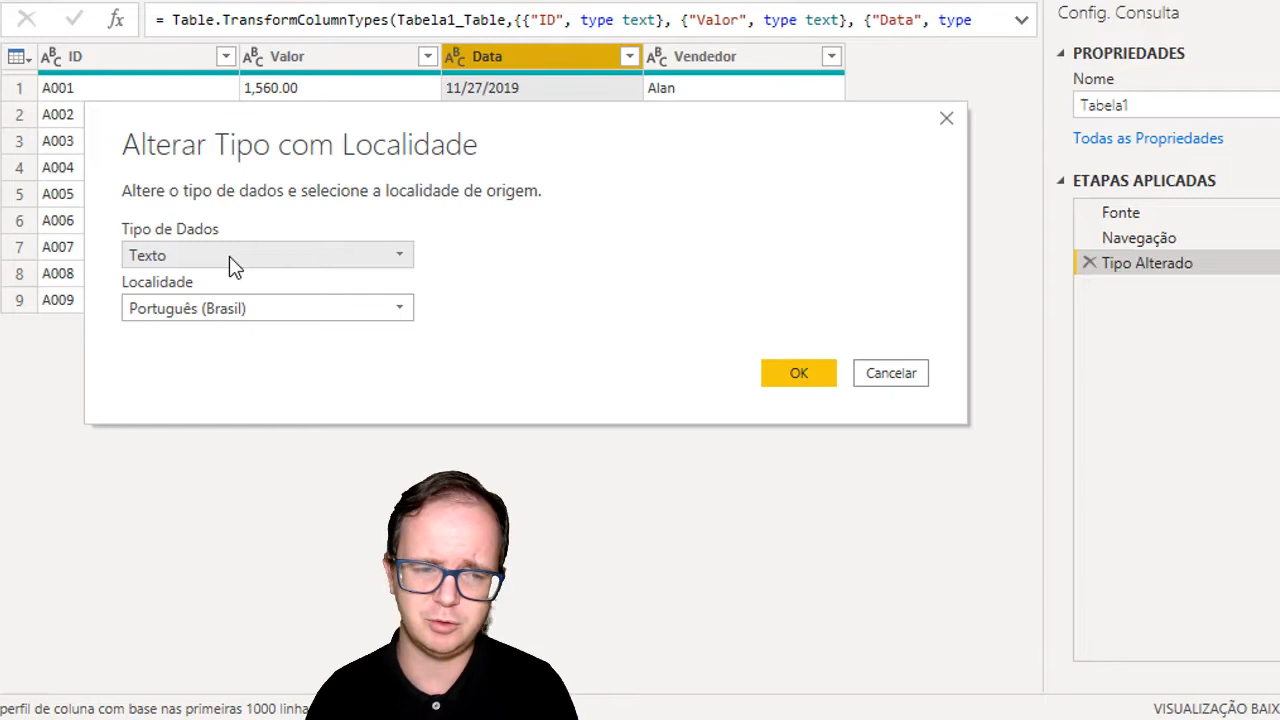 = Table.TransformColumnTypes(Tabela1_Table,{{"ID", type text}, {"Valor", type text}, {"Data", type
Config. Consulta
PROPRIEDADES
Nome
Tabela1
Todas as Propriedades
ETAPAS APLICADAS
Fonte
Navegação
Tipo Alterado
ABC ID ABC Valor ABC Data ABC Vendedor
1 A001 1,560.00 11/27/2019 Alan
2 A002
3 A003
4 A004
5 A005
6 A006
7 A007
8 A008
9 A009
Alterar Tipo com Localidade
Altere o tipo de dados e selecione a localidade de origem.
Tipo de Dados
Texto
Localidade
Português (Brasil)
OK Cancelar
perfil de coluna com base nas primeiras 1000 linha
VISUALIZAÇÃO BAIX